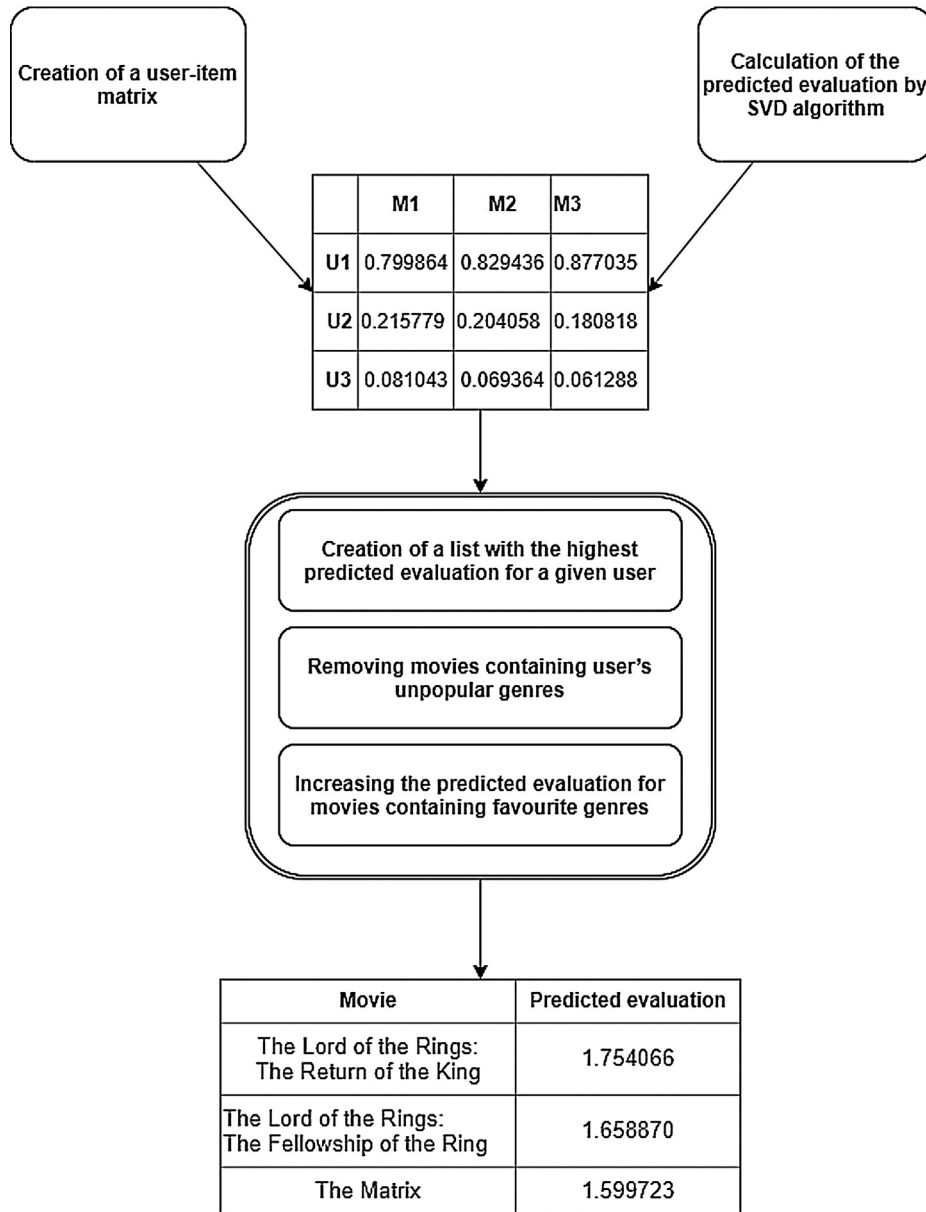 Creation of a user-item
matrix
Calculation of the
predicted evaluation by
SVD algorithm
M1 M2 M3
U1 0.799864 0.829436 0.877035
U2 0.215779 0.204058 0.180818
U3 0.081043 0.069364 0.061288
Creation of a list with the highest
predicted evaluation for a given user
Removing movies containing user's
unpopular genres
Increasing the predicted evaluation for
movies containing favourite genres
Movie Predicted evaluation
The Lord of the Rings:
The Return of the King 1.754066
The Lord of the Rings:
The Fellowship of the Ring 1.658870
The Matrix 1.599723